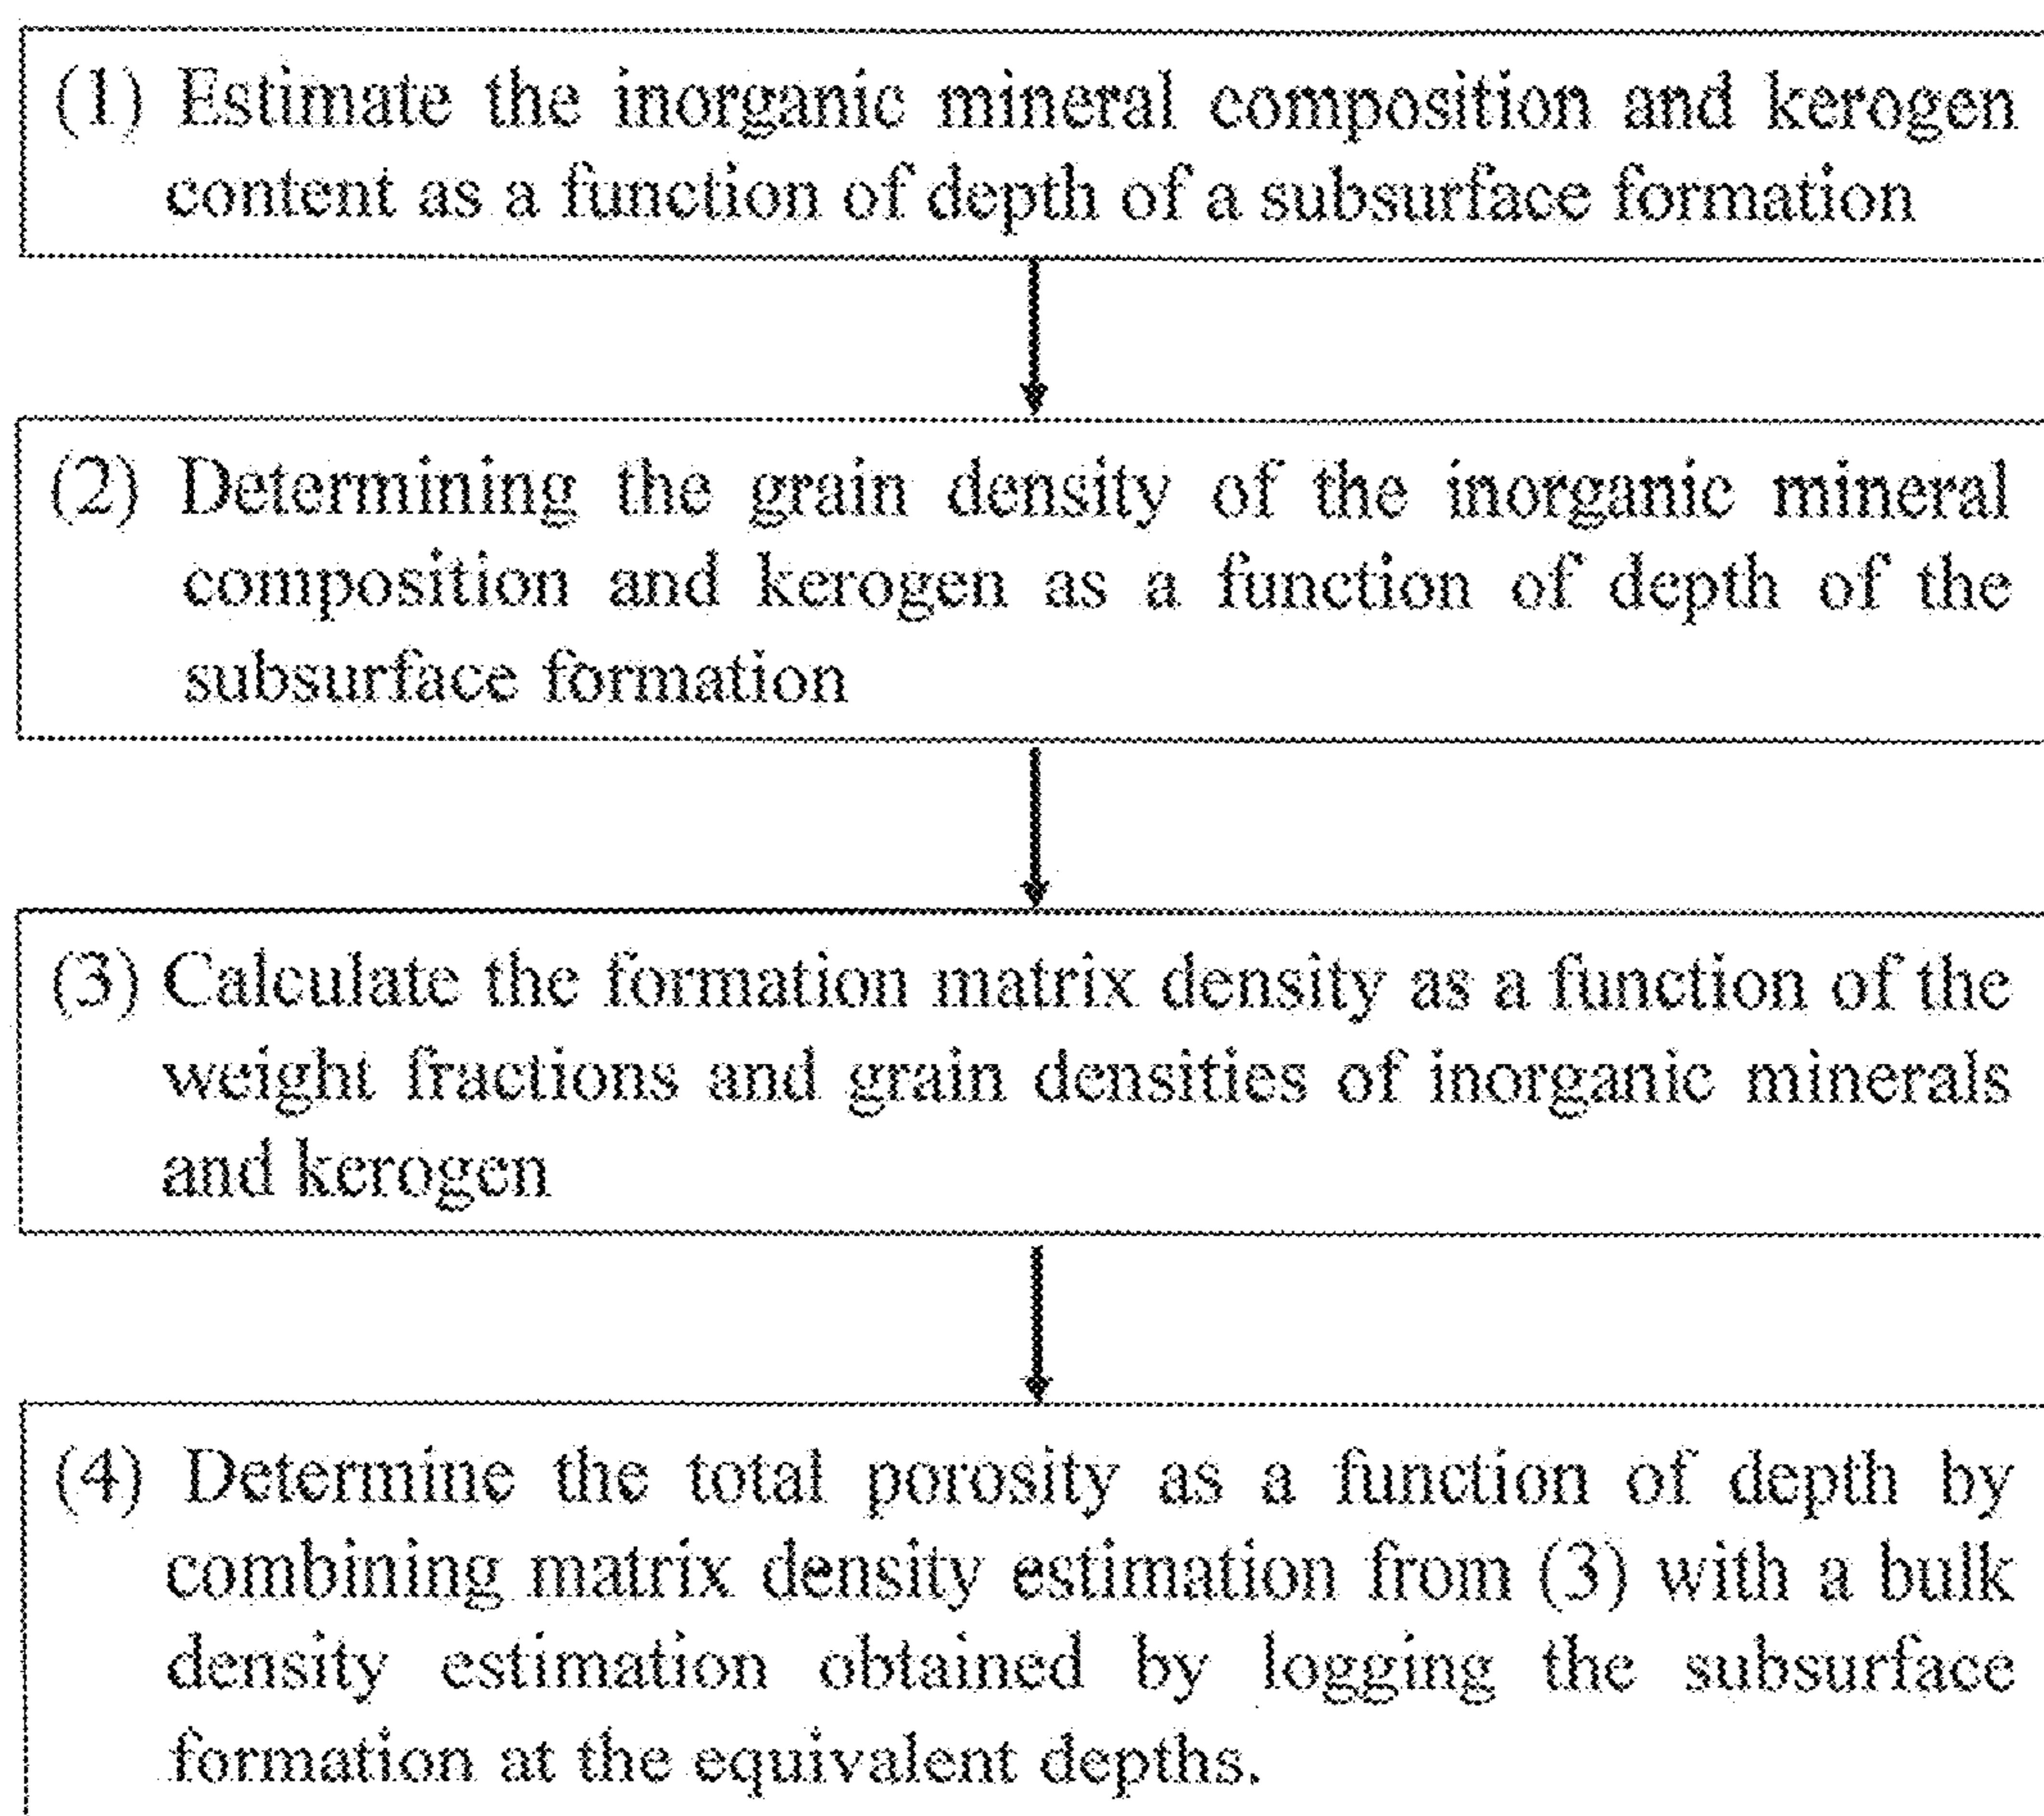 (1) Estimate the inorganic mineral composition and kerogen
content as a function of depth of a subsurface formation
(2) Determining the grain density of the inorganic mineral
composition and kerogen as a function of depth of the
subsurface formation
(3) Calculate the formation matrix density as a function of the
weight fractions and grain densities of inorganic minerals
and kerogen
(4) Determine the total porosity as a function of depth by
combining matrix density estimation from (3) with a bulk
density estimation obtained by logging the subsurface
formation at the equivalent depths.